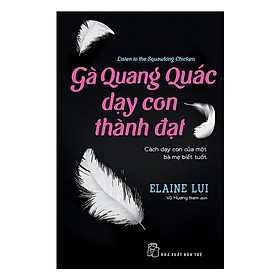 Listen to the Squawking Chicken
Gà Quang Quác
dạy con
thành đạt
Cách dạy con của một
bà mẹ biết tuốt
ELAINE LUI
Vũ Hương Nam dịch
NHÀ XUẤT BẢN TRẺ